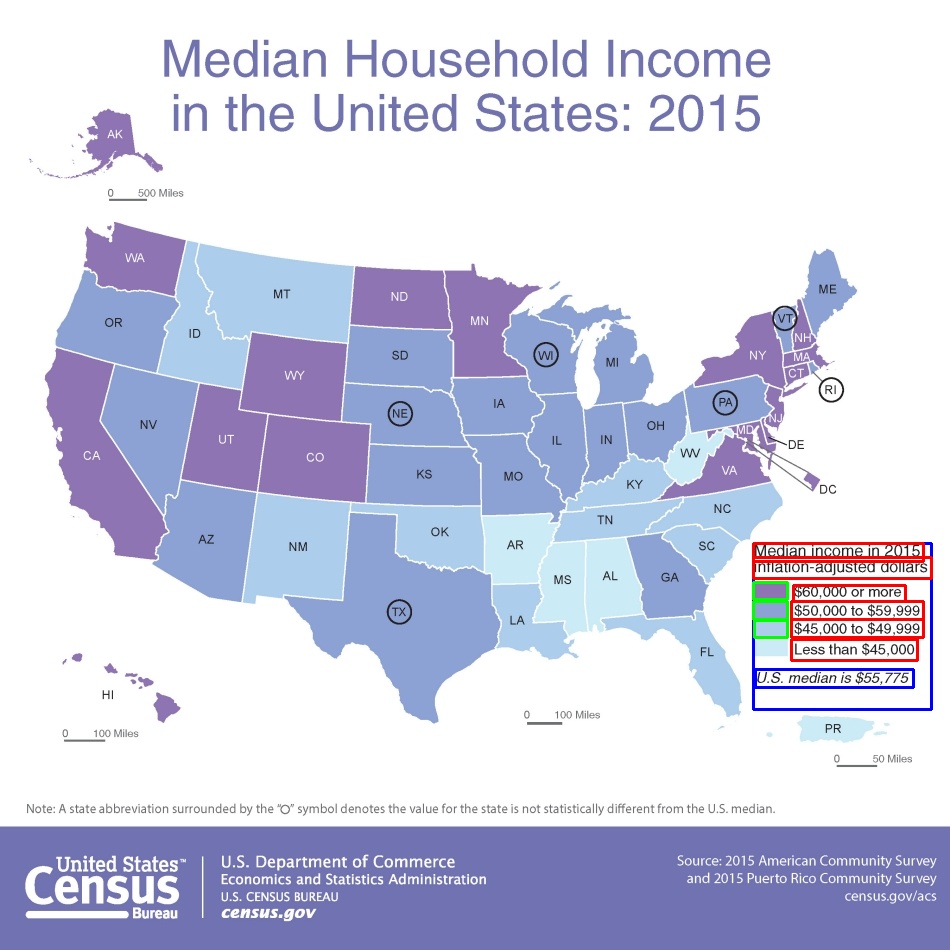 Median Household Income
in the United States: 2015
AK
0 500 Miles
WA
MT
ND
MN
ME
OR
ID
SD
WI
MI
VT
NH
NY
MA
CT
RI
WY
NE
IA
PA
NJ
NV
UT
CO
IL
IN
OH
MD
DE
CA
KS
MO
WV
VA
DC
KY
AZ
NM
OK
AR
TN
NC
SC
MS
AL
GA
TX
LA
FL
Median income in 2015
inflation-adjusted dollars
$60,000 or more
$50,000 to $59,999
$45,000 to $49,999
Less than $45,000
U.S. median is $55,775
HI
0 100 Miles
0 100 Miles
PR
0 50 Miles
Note: A state abbreviation surrounded by the "O" symbol denotes the value for the state is not statistically different from the U.S. median.
United States™
Census
Bureau
U.S. Department of Commerce
Economics and Statistics Administration
U.S. CENSUS BUREAU
census.gov
Source: 2015 American Community Survey
and 2015 Puerto Rico Community Survey
census.gov/acs